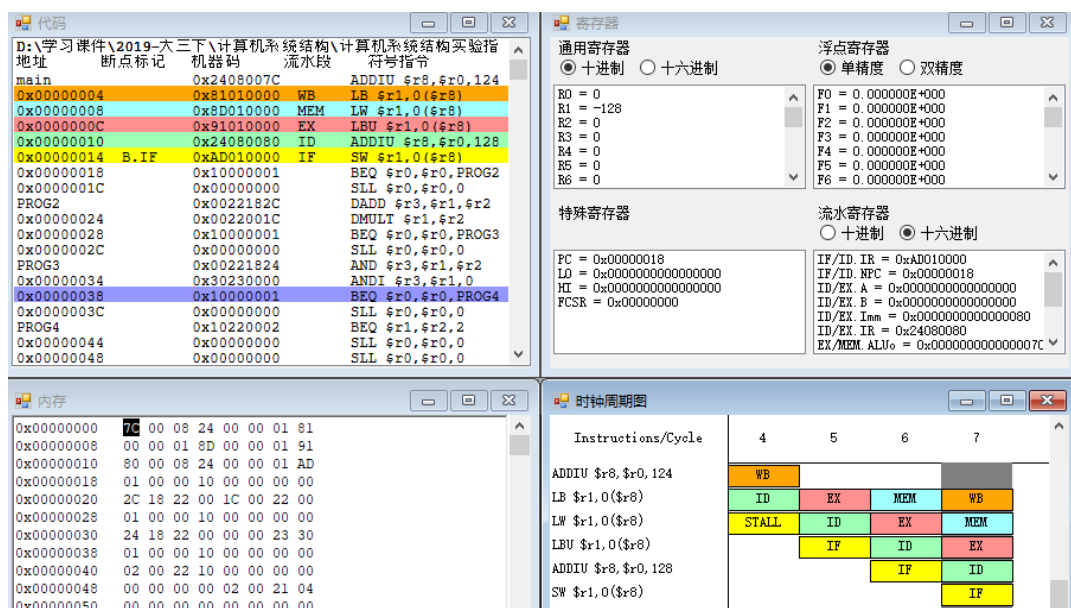 代码
D:\学习课件\2019-大三下\计算机系统结构\计算机系统结构实验指
地址 断点标记 机器码 流水段 符号指令
main 0x2408007C ADDIU $r8,$r0,124
0x00000004 0x81010000 WB LB $r1,0($r8)
0x00000008 0x8D010000 MEM LW $r1,0($r8)
0x0000000C 0x91010000 EX LBU $r1,0($r8)
0x00000010 0x24080080 ID ADDIU $r8,$r0,128
0x00000014 B.IF 0xAD010000 IF SW $r1,0($r8)
0x00000018 0x10000001 BEQ $r0,$r0,PROG2
0x0000001C 0x00000000 SLL $r0,$r0,0
PROG2 0x0022182C DADD $r3,$r1,$r2
0x00000024 0x0022001C DMULT $r1,$r2
0x00000028 0x10000001 BEQ $r0,$r0,PROG3
0x0000002C 0x00000000 SLL $r0,$r0,0
PROG3 0x00221824 AND $r3,$r1,$r2
0x00000034 0x30230000 ANDI $r3,$r1,0
0x00000038 0x10000001 BEQ $r0,$r0,PROG4
0x0000003C 0x00000000 SLL $r0,$r0,0
PROG4 0x10220002 BEQ $r1,$r2,2
0x00000044 0x00000000 SLL $r0,$r0,0
0x00000048 0x00000000 SLL $r0,$r0,0
寄存器
通用寄存器
十进制 十六进制
R0 = 0
R1 = -128
R2 = 0
R3 = 0
R4 = 0
R5 = 0
R6 = 0
浮点寄存器
单精度 双精度
F0 = 0.000000E+000
F1 = 0.000000E+000
F2 = 0.000000E+000
F3 = 0.000000E+000
F4 = 0.000000E+000
F5 = 0.000000E+000
F6 = 0.000000E+000
特殊寄存器
PC = 0x00000018
LO = 0x0000000000000000
HI = 0x0000000000000000
FCSR = 0x00000000
流水寄存器
十进制 十六进制
IF/ID.IR = 0xAD010000
IF/ID.NPC = 0x00000018
ID/EX.A = 0x0000000000000000
ID/EX.B = 0x0000000000000000
ID/EX.Imm = 0x0000000000000080
ID/EX.IR = 0x24080080
EX/MEM.ALUo = 0x000000000000007C
内存
0x00000000 7C 00 08 24 00 00 01 81
0x00000008 00 00 01 8D 00 00 01 91
0x00000010 80 00 08 24 00 00 01 AD
0x00000018 01 00 00 10 00 00 00 00
0x00000020 2C 18 22 00 1C 00 22 00
0x00000028 01 00 00 10 00 00 00 00
0x00000030 24 18 22 00 00 00 23 30
0x00000038 01 00 00 10 00 00 00 00
0x00000040 02 00 22 10 00 00 00 00
0x00000048 00 00 00 00 02 00 21 04
0x00000050 00 00 00 00 00 00 00 00
时钟周期图
Instructions/Cycle 4 5 6 7
ADDIU $r8,$r0,124 WB
LB $r1,0($r8) ID EX MEM WB
LW $r1,0($r8) STALL ID EX MEM
LBU $r1,0($r8) IF ID EX
ADDIU $r8,$r0,128 IF ID
SW $r1,0($r8) IF